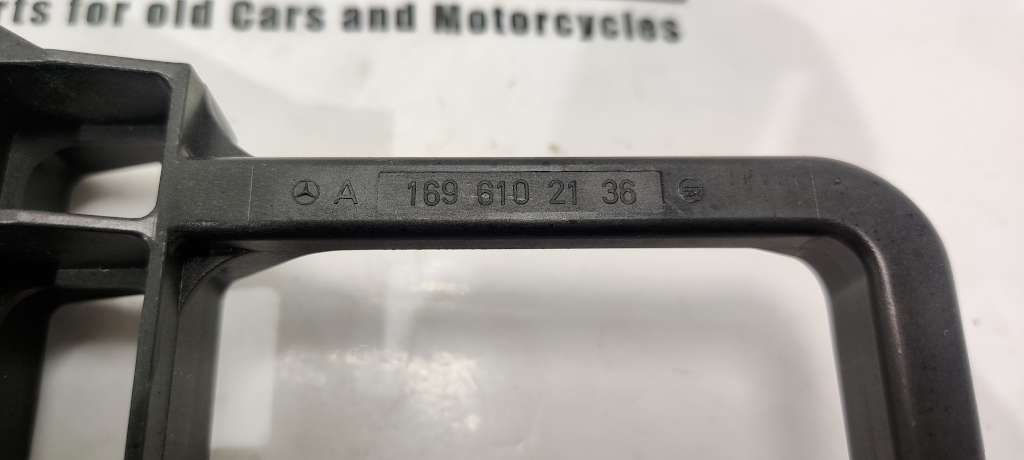 rts for old Cars and Motorcycles
A 169 610 21 36